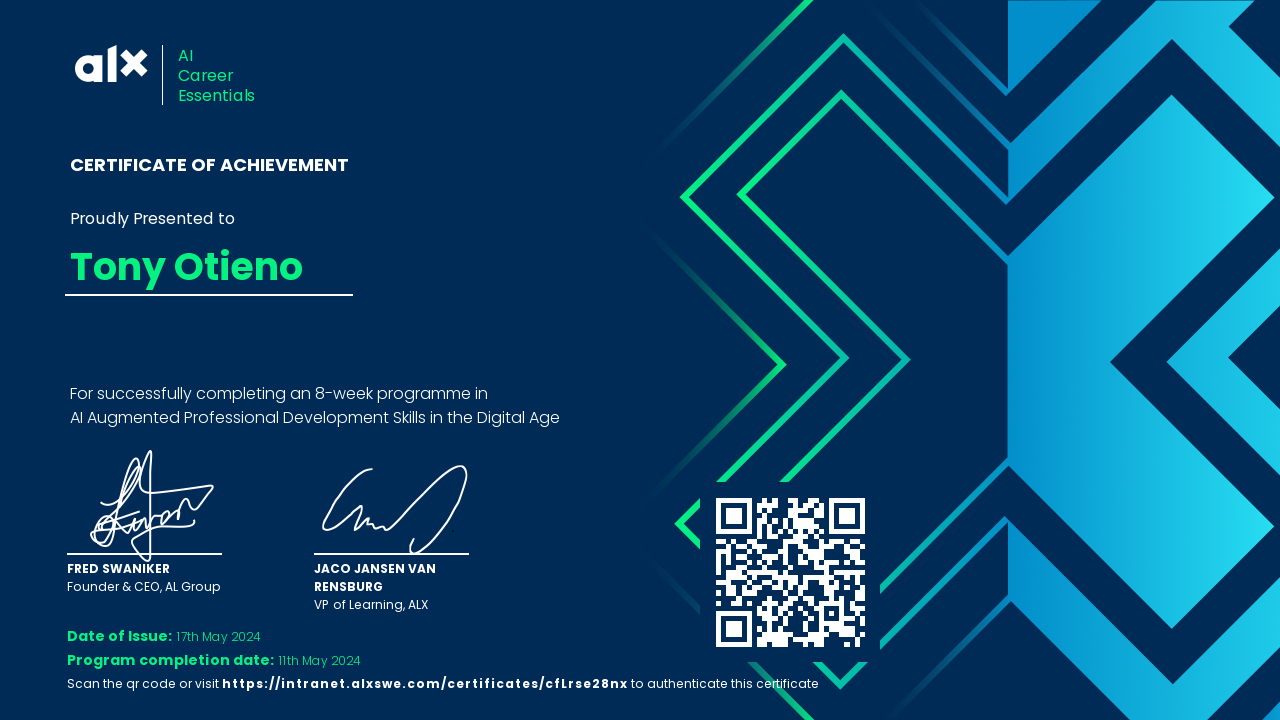 alx
AI
Career
Essentials
CERTIFICATE OF ACHIEVEMENT
Proudly Presented to
Tony Otieno
For successfully completing an 8-week programme in
AI Augmented Professional Development Skills in the Digital Age
FRED SWANIKER
Founder & CEO, AL Group
JACO JANSEN VAN
RENSBURG
VP of Learning, ALX
Date of Issue: 17th May 2024
Program completion date: 11th May 2024
Scan the qr code or visit https://intranet.alxswe.com/certificates/cfLrse28nx to authenticate this certificate